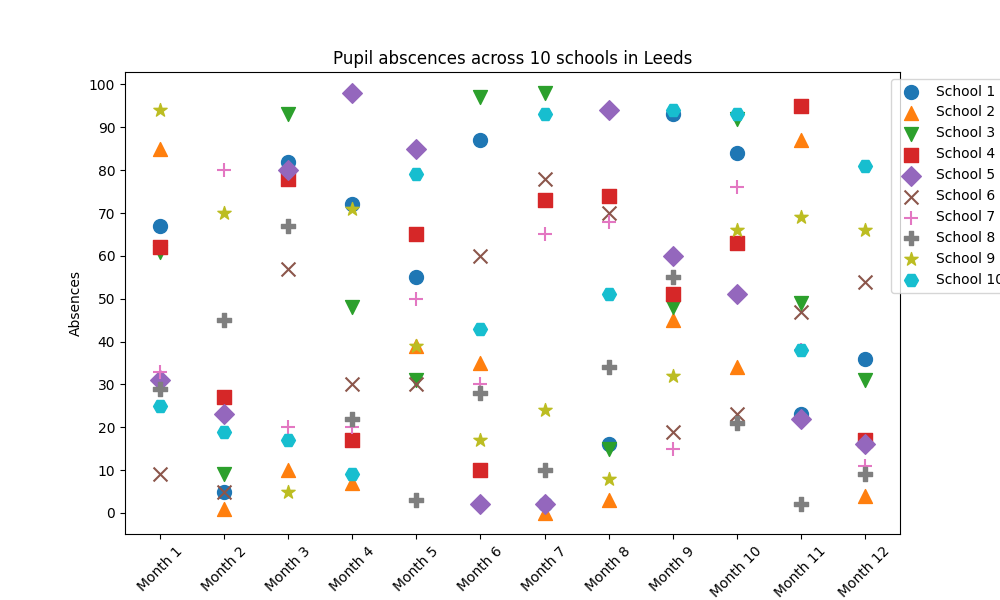 Pupil abscences across 10 schools in Leeds
Absences
100
90
80
70
60
50
40
30
20
10
0
Month 1
Month 2
Month 3
Month 4
Month 5
Month 6
Month 7
Month 8
Month 9
Month 10
Month 11
Month 12
School 1
School 2
School 3
School 4
School 5
School 6
School 7
School 8
School 9
School 10